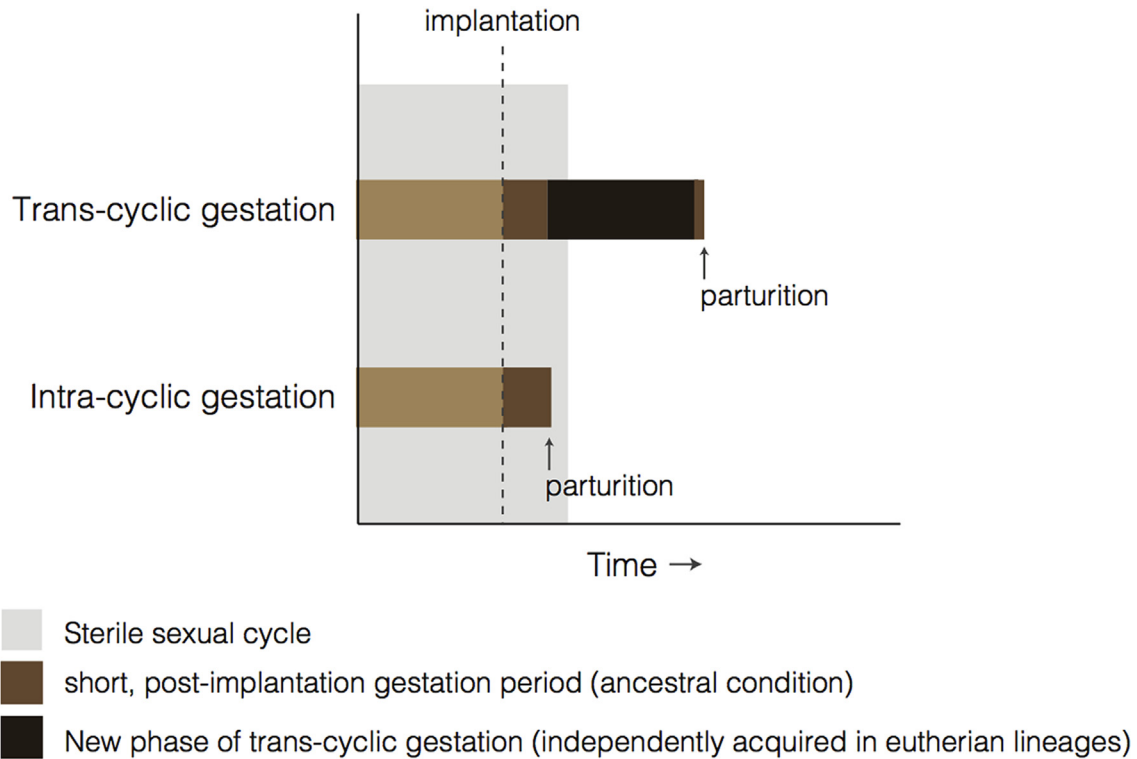 implantation
Trans-cyclic gestation
parturition
Intra-cyclic gestation
parturition
Time →
Sterile sexual cycle
short, post-implantation gestation period (ancestral condition)
New phase of trans-cyclic gestation (independently acquired in eutherian lineages)